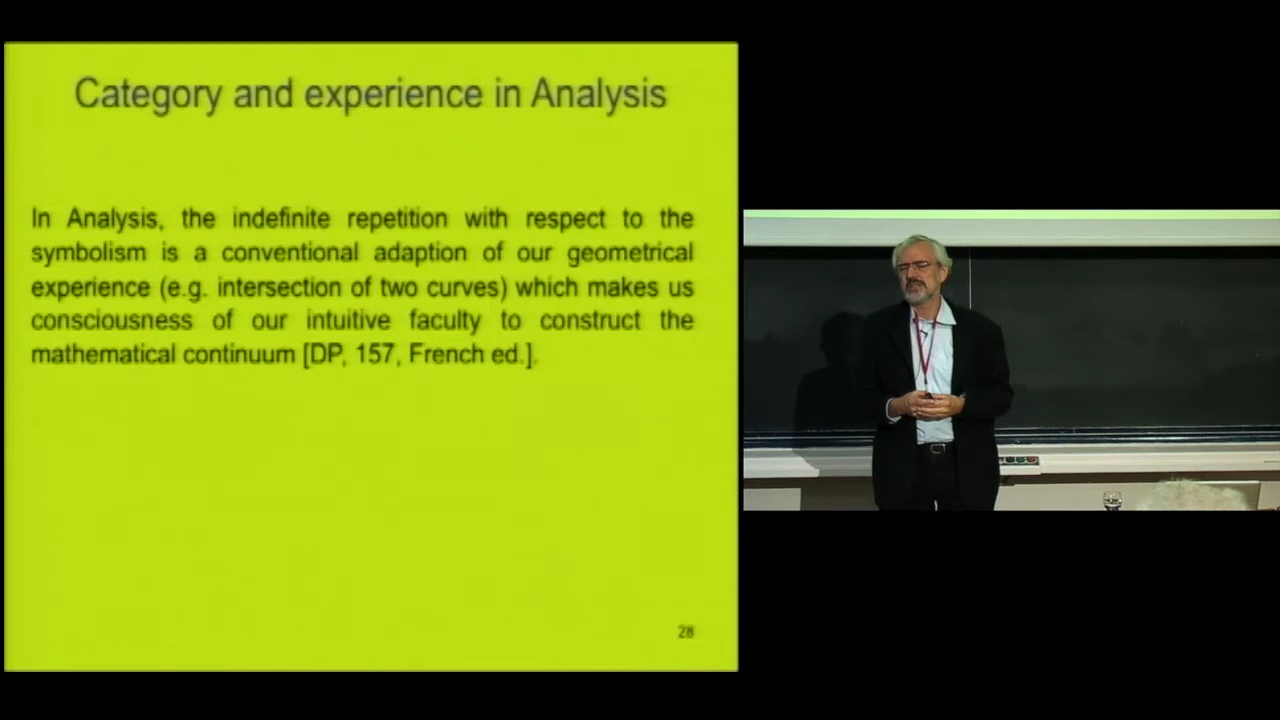 Category and experience in Analysis
In Analysis, the indefinite repetition with respect to the
symbolism is a conventional adaption of our geometrical
experience (e.g. intersection of two curves) which makes us
consciousness of our intuitive faculty to construct the
mathematical continuum [DP, 157, French ed.].
28